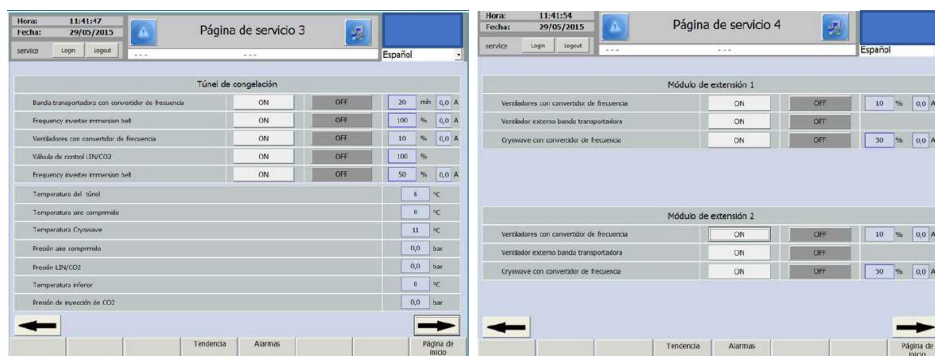 Hora: 11:41:47
Fecha: 29/05/2015
Página de servicio 3
service Login Logout
--- ---
Español
Túnel de congelación
Banda transportadora con convertidor de frecuencia ON OFF 20 min 0,0 A
Frequency inverter immersion belt ON OFF 100 % 0,0 A
Ventiladores con convertidor de frecuencia ON OFF 10 % 0,0 A
Válvula de control LIN/CO2 ON OFF 100 %
Frequency inverter immersion belt ON OFF 50 % 0,0 A
Temperatura del túnel 6 ºC
Temperatura aire comprimido 0 ºC
Temperatura Cryowave 11 ºC
Presión aire comprimido 0,0 bar
Presión LIN/CO2 0,0 bar
Temperatura inferior 0 ºC
Presión de inyección de CO2 0,0 bar
Tendencia Alarmas Página de inicio
Hora: 11:41:54
Fecha: 29/05/2015
Página de servicio 4
service Login Logout
--- ---
Español
Módulo de extensión 1
Ventiladores con convertidor de frecuencia ON OFF 10 % 0,0 A
Ventilador externo banda transportadora ON OFF
Cryowave con convertidor de frecuencia ON OFF 50 % 0,0 A
Módulo de extensión 2
Ventiladores con convertidor de frecuencia ON OFF 10 % 0,0 A
Ventilador externo banda transportadora ON OFF
Cryowave con convertidor de frecuencia ON OFF 50 % 0,0 A
Tendencia Alarmas Página de inicio